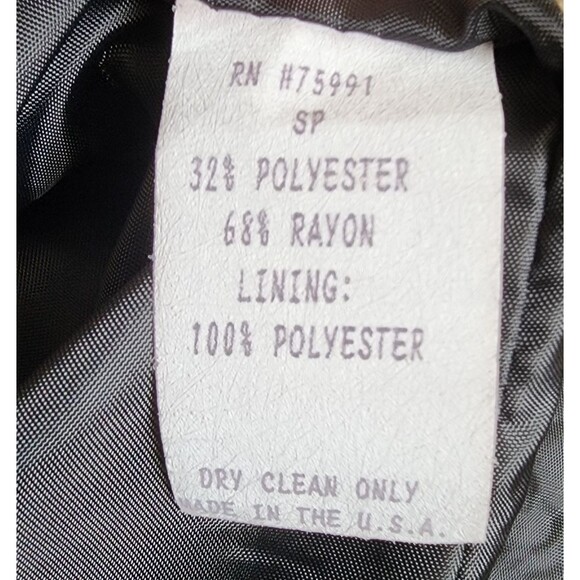 RN #75991
SP
32% POLYESTER
68% RAYON
LINING:
100% POLYESTER
DRY CLEAN ONLY
MADE IN THE U.S.A.